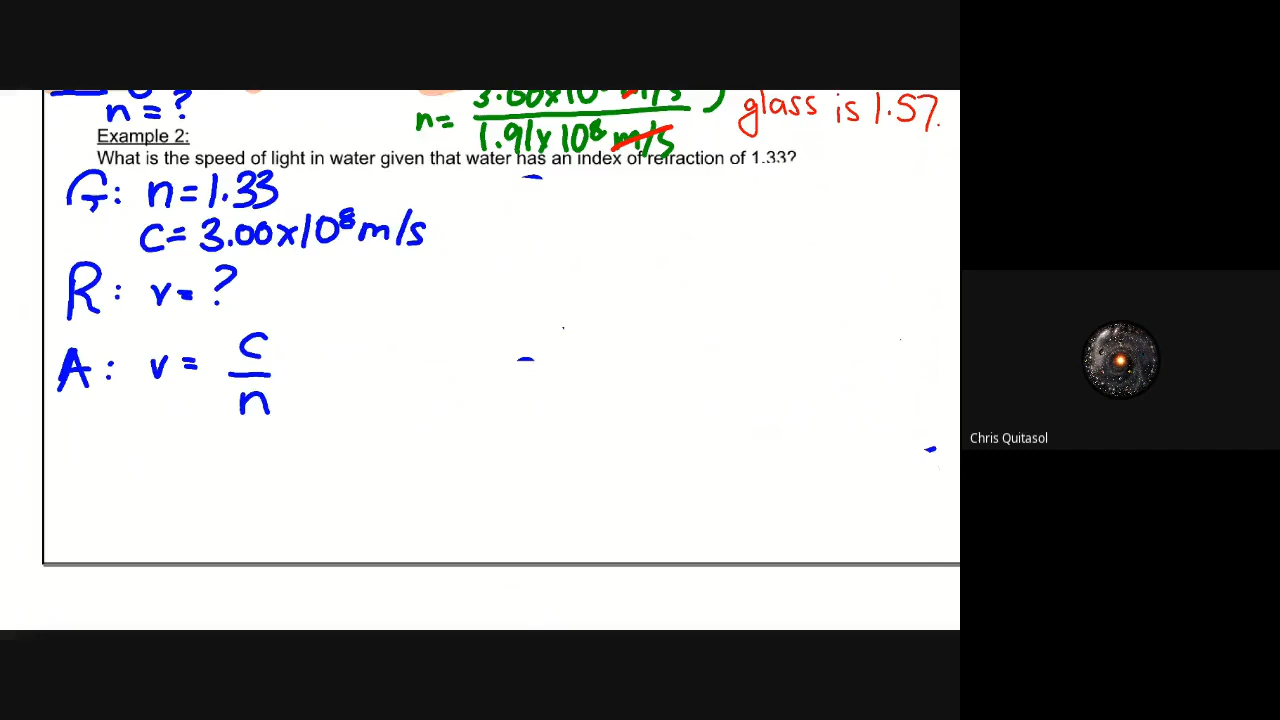 n = ?
n= 3.00x10 m/s
1.91x10⁸ m/s
glass is 1.57.
Example 2:
What is the speed of light in water given that water has an index of refraction of 1.33?
G: n = 1.33
c = 3.00x10⁸ m/s
R: v = ?
A: v = c
n
Chris Quitasol